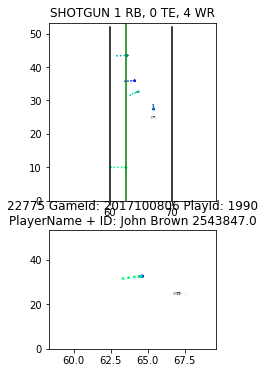 SHOTGUN 1 RB, 0 TE, 4 WR
50
40
30
20
10
0
60
70
22775 GameId: 2017100806 PlayId: 1990
PlayerName + ID: John Brown 2543847.0
40
20
0
60.0 62.5 65.0 67.5